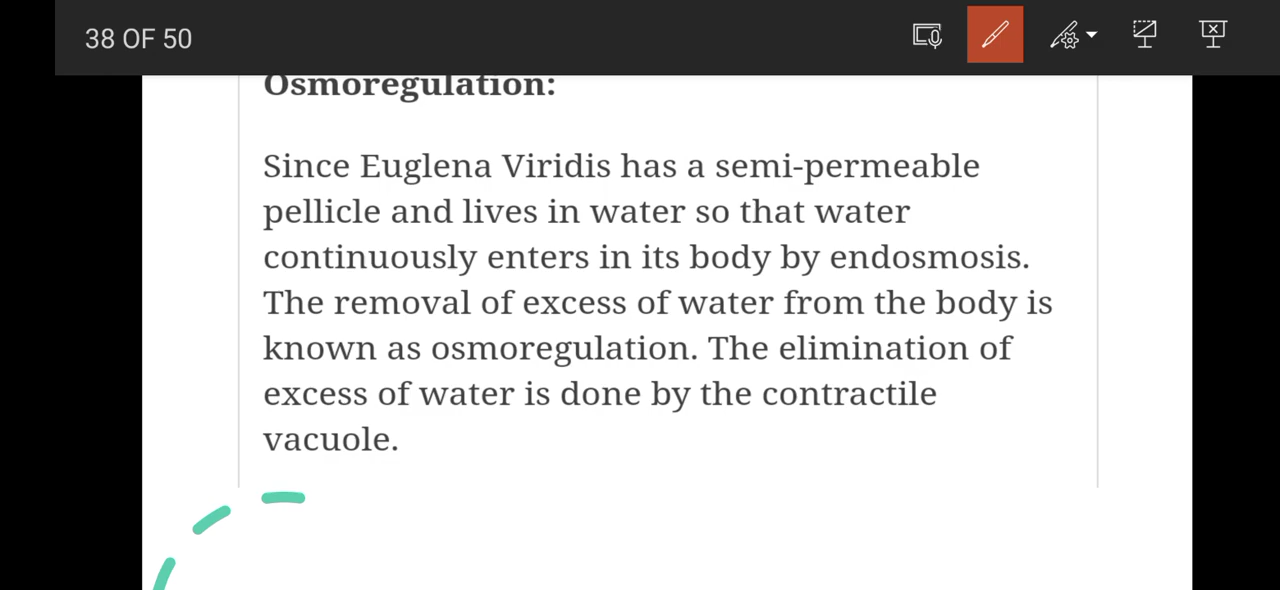 38 OF 50
Osmoregulation:
Since Euglena Viridis has a semi-permeable
pellicle and lives in water so that water
continuously enters in its body by endosmosis.
The removal of excess of water from the body is
known as osmoregulation. The elimination of
excess of water is done by the contractile
vacuole.